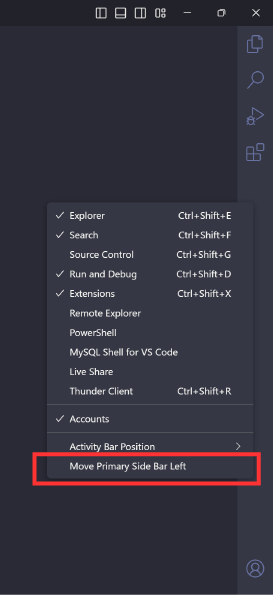 Explorer Ctrl+Shift+E
Search Ctrl+Shift+F
Source Control Ctrl+Shift+G
Run and Debug Ctrl+Shift+D
Extensions Ctrl+Shift+X
Remote Explorer
PowerShell
MySQL Shell for VS Code
Live Share
Thunder Client Ctrl+Shift+R
Accounts
Activity Bar Position
Move Primary Side Bar Left